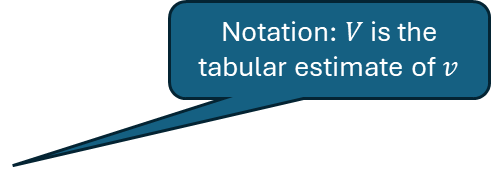 Notation: V is the
tabular estimate of v